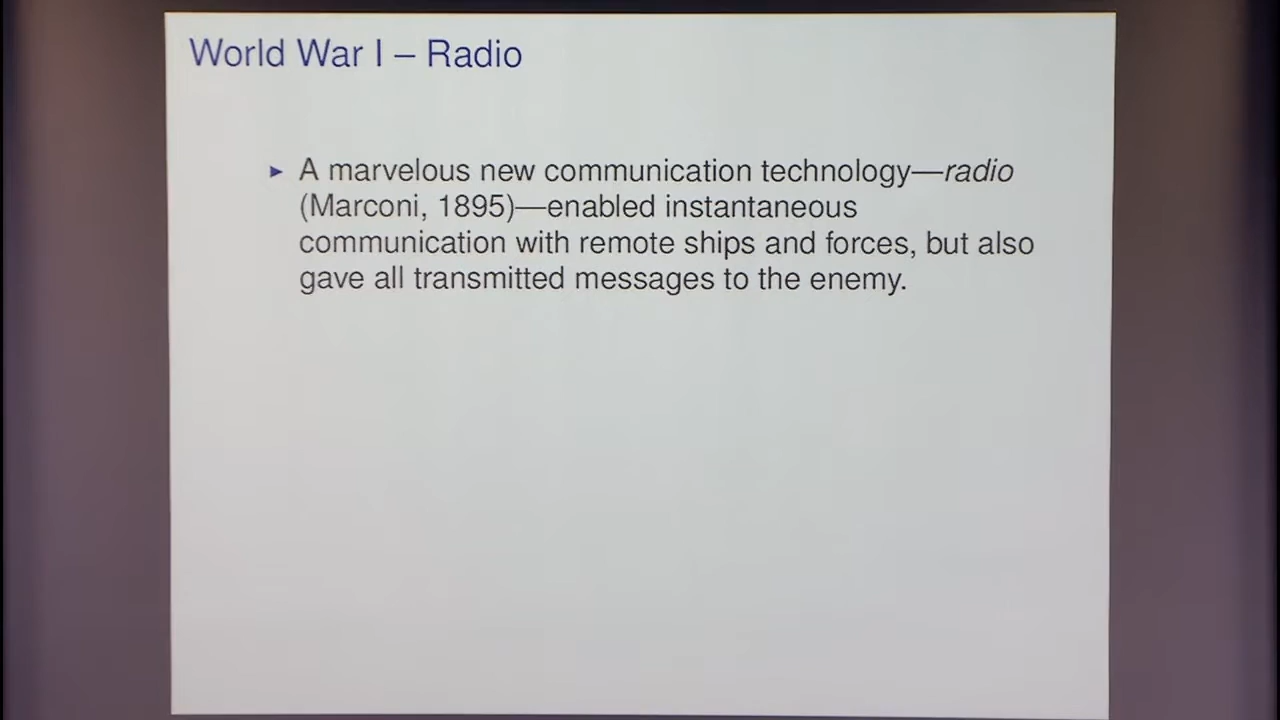 World War I – Radio
▸ A marvelous new communication technology—radio
(Marconi, 1895)—enabled instantaneous
communication with remote ships and forces, but also
gave all transmitted messages to the enemy.